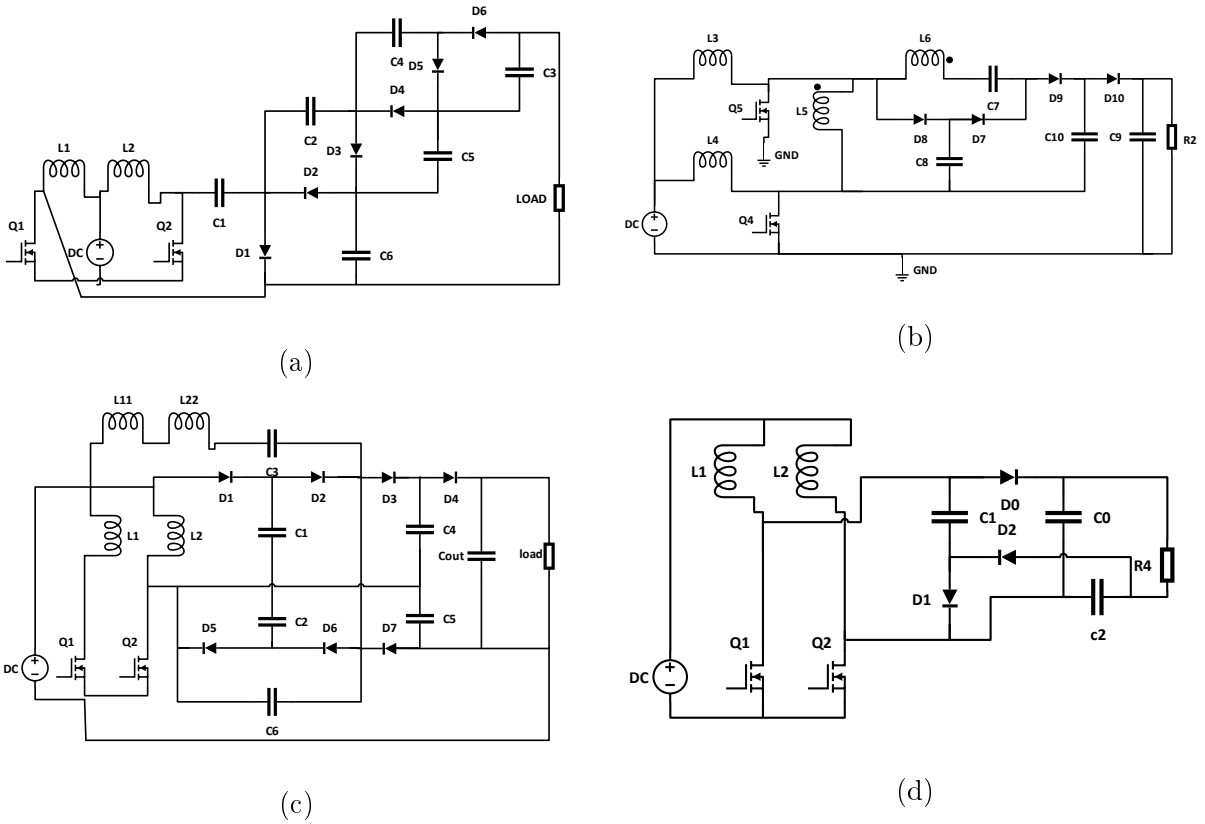 D6
C4
D5
C3
D4
C2
D3
C5
L1
L2
D2
LOAD
C1
Q1
Q2
DC
D1
C6
(a)
L3
L6
Q5
L5
C7
D9
D10
GND
D8
D7
C10
C9
R2
L4
C8
DC
Q4
GND
(b)
L11
L22
C3
D1
D2
D3
D4
L1
L2
C1
C4
Cout
load
C2
C5
Q1
Q2
D5
D6
D7
DC
C6
(c)
L1
L2
D0
C1
C0
D2
R4
D1
c2
Q1
Q2
DC
(d)